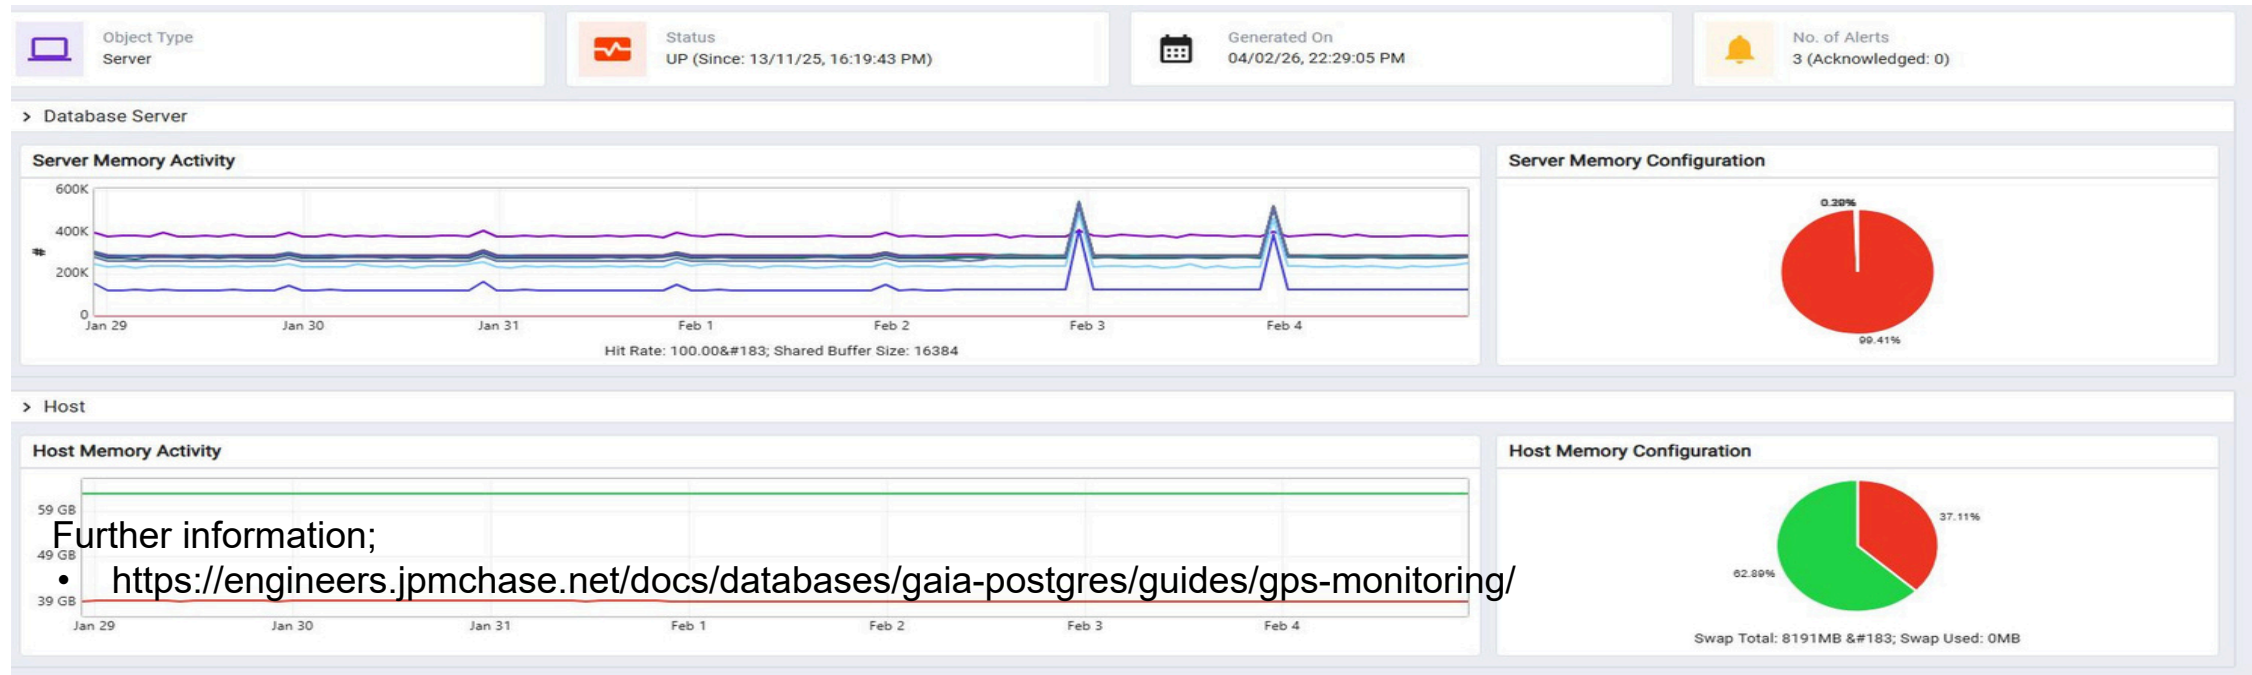 Object Type
Server
Status
UP (Since: 13/11/25, 16:19:43 PM)
Generated On
04/02/26, 22:29:05 PM
No. of Alerts
3 (Acknowledged: 0)
> Database Server
Server Memory Activity
600K
400K
#
200K
0
Jan 29 Jan 30 Jan 31 Feb 1 Feb 2 Feb 3 Feb 4
Hit Rate: 100.00&#183; Shared Buffer Size: 16384
Server Memory Configuration
99.41%
> Host
Host Memory Activity
59 GB
Further information;
49 GB
• https://engineers.jpmchase.net/docs/databases/gaia-postgres/guides/gps-monitoring/
39 GB
Jan 29 Jan 30 Jan 31 Feb 1 Feb 2 Feb 3 Feb 4
Host Memory Configuration
37.11%
62.89%
Swap Total: 8191MB &#183; Swap Used: 0MB